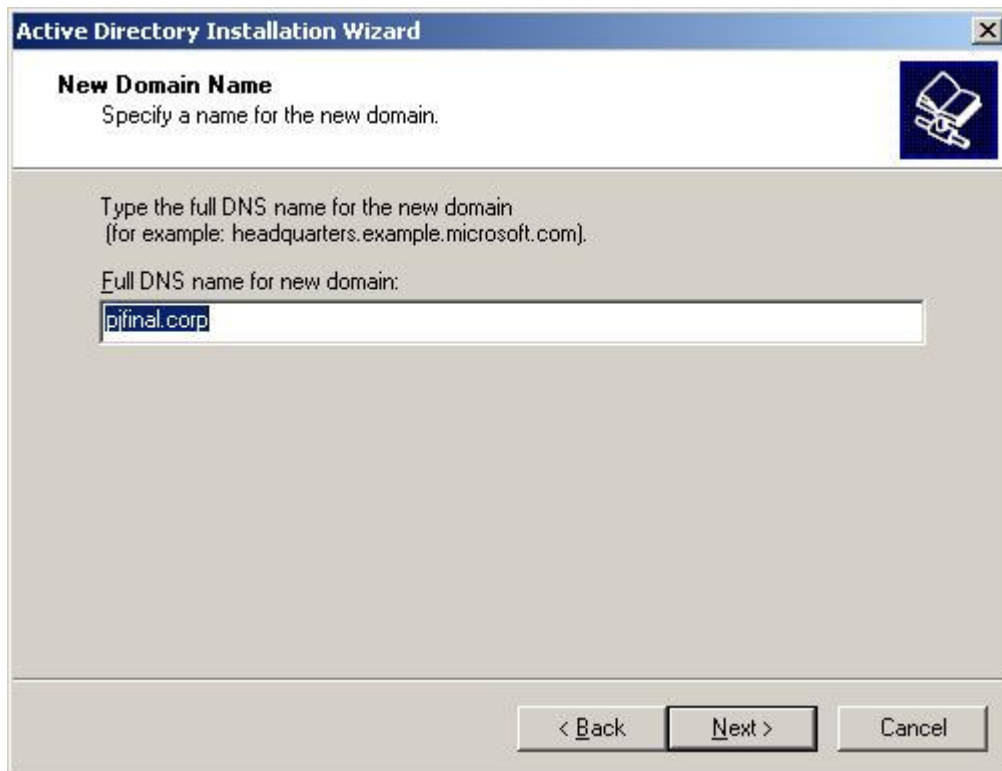 Active Directory Installation Wizard
New Domain Name
Specify a name for the new domain.
Type the full DNS name for the new domain
(for example: headquarters.example.microsoft.com).
Full DNS name for new domain:
pjfinal.corp
< Back
Next >
Cancel